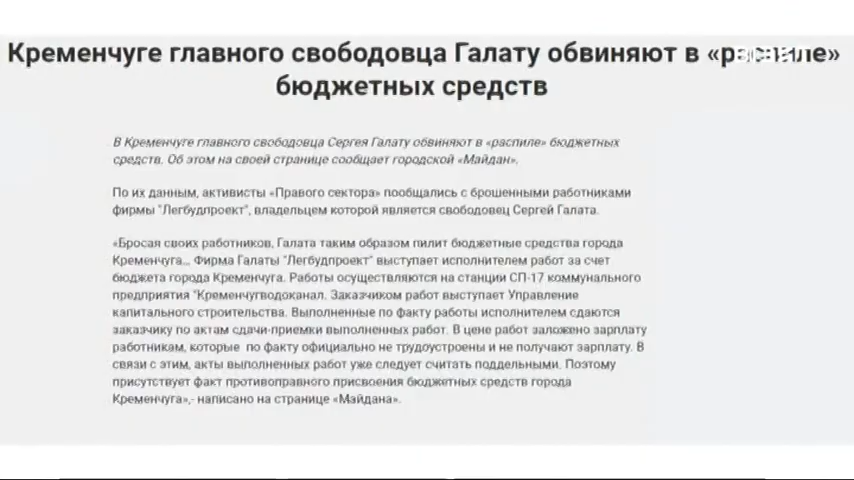 Кременчуге главного свободовца Галату обвиняют в «распиле»
бюджетных средств
В Кременчуге главного свободовца Сергея Галату обвиняют в «распиле» бюджетных
средств. Об этом на своей странице сообщает городской «Майдан».
По их данным, активисты «Правого сектора» пообщались с брошенными работниками
фирмы "Легбудпроект", владельцем которой является свободовец Сергей Галата.
«Бросая своих работников, Галата таким образом пилит бюджетные средства города
Кременчуга... Фирма Галаты "Легбудпроект" выступает исполнителем работ за счет
бюджета города Кременчуга. Работы осуществляются на станции СП-17 коммунального
предприятия "Кременчугводоканал. Заказчиком работ выступает Управление
капитального строительства. Выполненные по факту работы исполнителем сдаются
заказчику по актам сдачи-приемки выполненных работ. В цене работ заложено зарплату
работникам, которые по факту официально не трудоустроены и не получают зарплату. В
связи с этим, акты выполненных работ уже следует считать поддельными. Поэтому
присутствует факт противоправного присвоения бюджетных средств города
Кременчуга»,- написано на странице «Майдана».